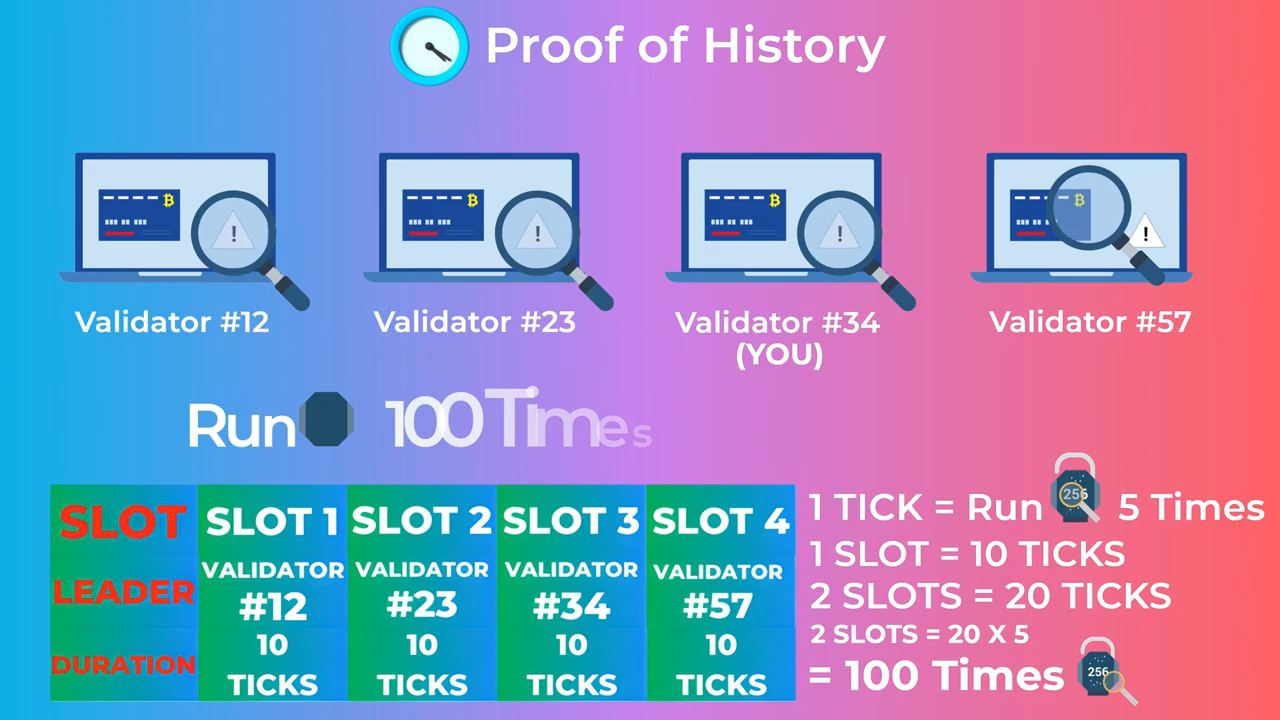 Proof of History
Validator #12
Validator #23
Validator #34
(YOU)
Validator #57
Run 100 Times
SLOT SLOT 1 SLOT 2 SLOT 3 SLOT 4
LEADER VALIDATOR #12 VALIDATOR #23 VALIDATOR #34 VALIDATOR #57
DURATION 10 TICKS 10 TICKS 10 TICKS 10 TICKS
1 TICK = Run 256 5 Times
1 SLOT = 10 TICKS
2 SLOTS = 20 TICKS
2 SLOTS = 20 X 5
= 100 Times 256